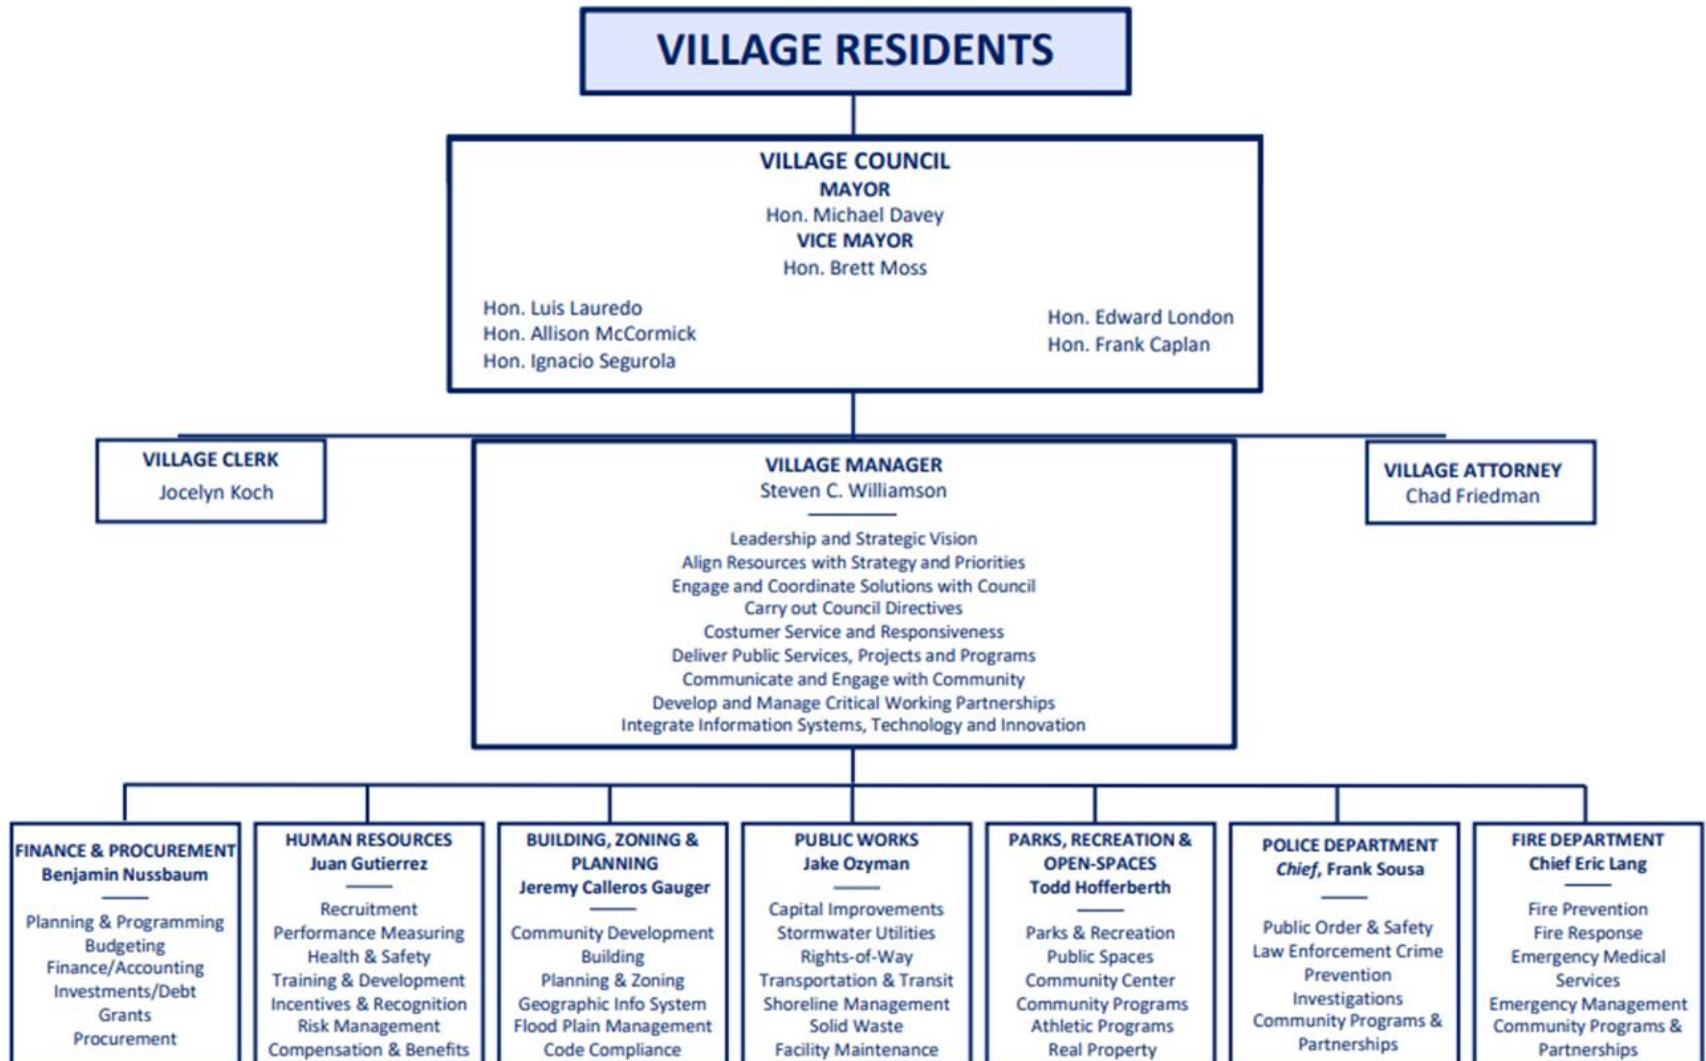 VILLAGE RESIDENTS
VILLAGE COUNCIL
MAYOR
Hon. Michael Davey
VICE MAYOR
Hon. Brett Moss
Hon. Luis Lauredo
Hon. Allison McCormick
Hon. Ignacio Segurola
Hon. Edward London
Hon. Frank Caplan
VILLAGE CLERK
Jocelyn Koch
VILLAGE MANAGER
Steven C. Williamson
Leadership and Strategic Vision
Align Resources with Strategy and Priorities
Engage and Coordinate Solutions with Council
Carry out Council Directives
Costumer Service and Responsiveness
Deliver Public Services, Projects and Programs
Communicate and Engage with Community
Develop and Manage Critical Working Partnerships
Integrate Information Systems, Technology and Innovation
VILLAGE ATTORNEY
Chad Friedman
FINANCE & PROCUREMENT
Benjamin Nussbaum
Planning & Programming
Budgeting
Finance/Accounting
Investments/Debt
Grants
Procurement
HUMAN RESOURCES
Juan Gutierrez
Recruitment
Performance Measuring
Health & Safety
Training & Development
Incentives & Recognition
Risk Management
Compensation & Benefits
BUILDING, ZONING &
PLANNING
Jeremy Calleros Gauger
Community Development
Building
Planning & Zoning
Geographic Info System
Flood Plain Management
Code Compliance
PUBLIC WORKS
Jake Ozyman
Capital Improvements
Stormwater Utilities
Rights-of-Way
Transportation & Transit
Shoreline Management
Solid Waste
Facility Maintenance
PARKS, RECREATION &
OPEN-SPACES
Todd Hofferberth
Parks & Recreation
Public Spaces
Community Center
Community Programs
Athletic Programs
Real Property
POLICE DEPARTMENT
Chief, Frank Sousa
Public Order & Safety
Law Enforcement Crime
Prevention
Investigations
Community Programs &
Partnerships
FIRE DEPARTMENT
Chief Eric Lang
Fire Prevention
Fire Response
Emergency Medical
Services
Emergency Management
Community Programs &
Partnerships